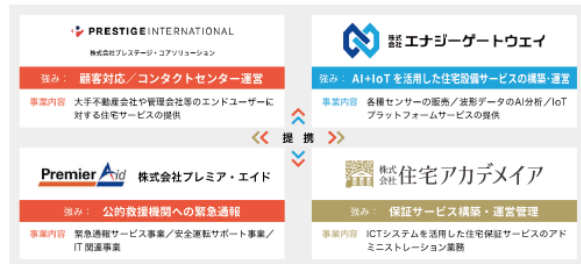 PRESTIGE INTERNATIONAL
株式会社プレステージ・コアソリューション
強み： 顧客対応／コンタクトセンター運営
事業内容 大手不動産会社や管理会社等のエンドユーザーに
対する住宅サービスの提供
株式会社エナジーゲートウェイ
強み： AI+IoTを活用した住宅設備サービスの構築・運営
事業内容 各種センサーの販売／波形データのAI分析／IoT
プラットフォームサービスの提供
提携
Premier Aid 株式会社プレミア・エイド
強み： 公的救援機関への緊急通報
事業内容 緊急通報サービス事業／安全運転サポート事業／
IT関連事業
株式会社住宅アカデメイア
強み： 保証サービス構築・運営管理
事業内容 ICTシステムを活用した住宅保証サービスのアド
ミニストレーション業務